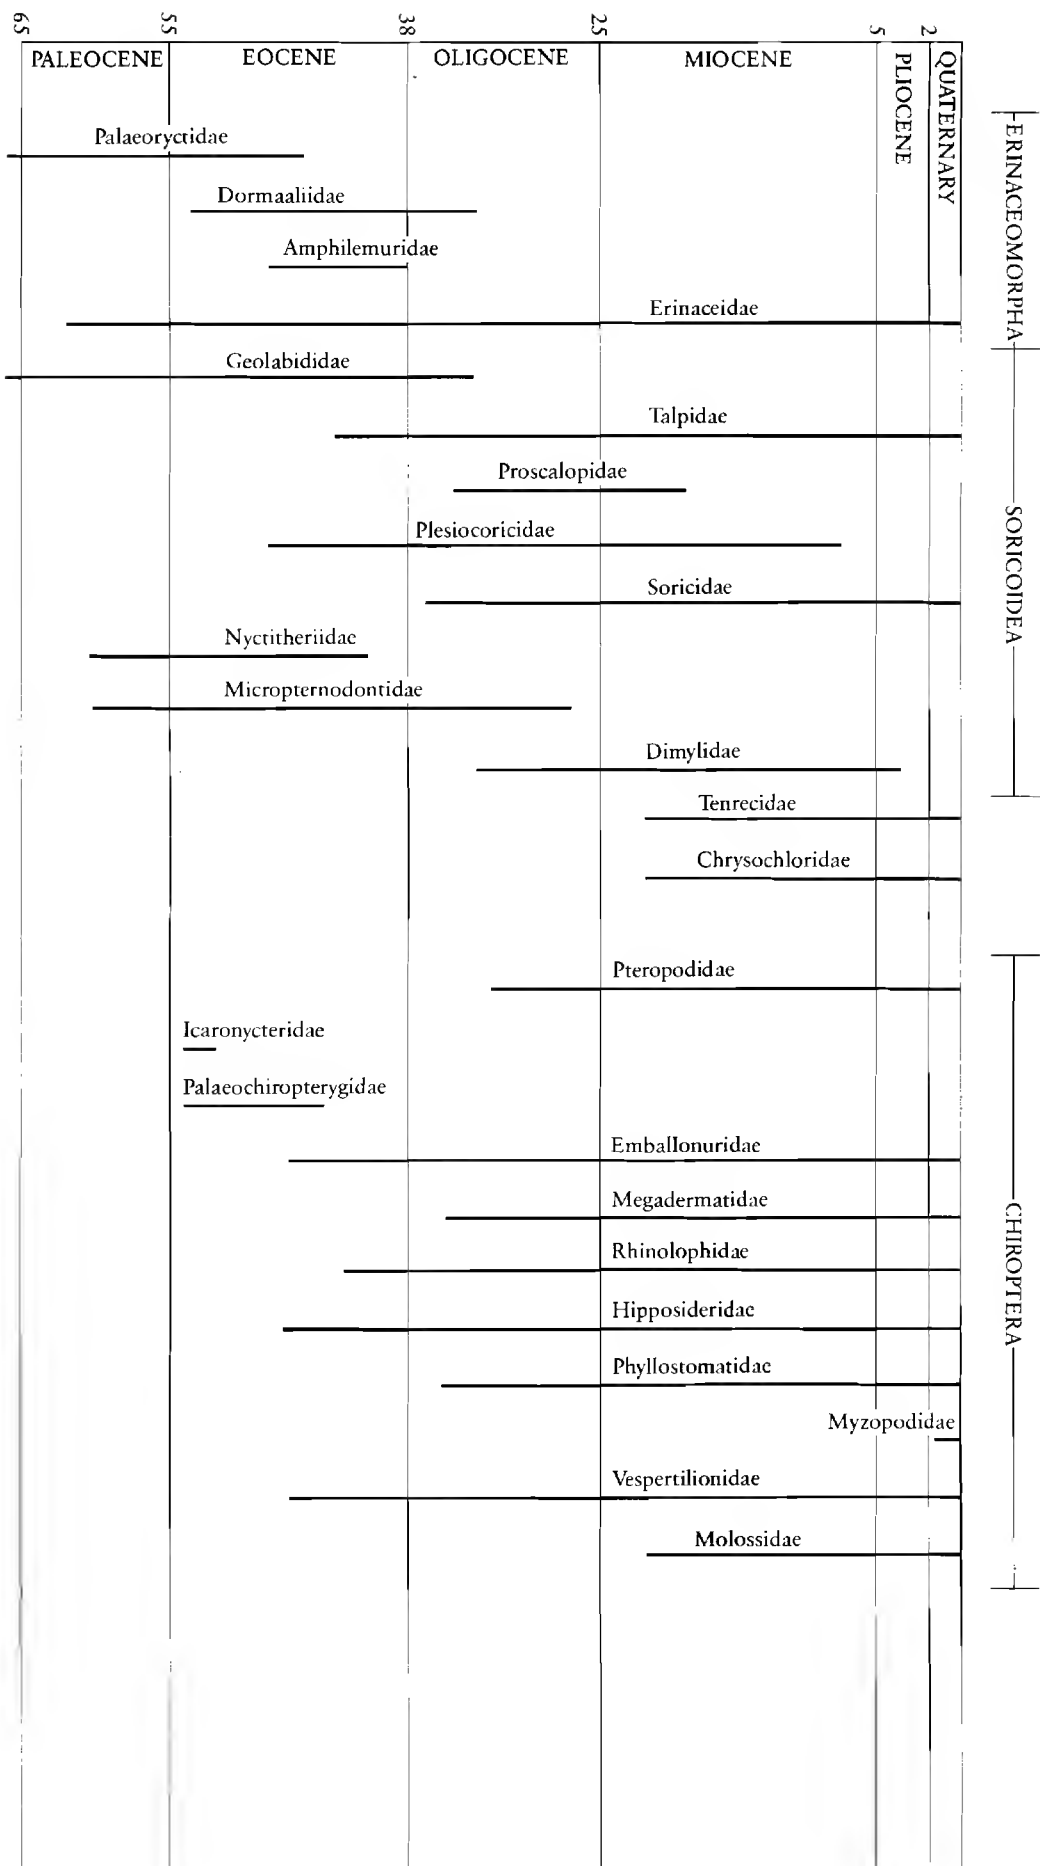 65 55 38 25 5 2
PALEOCENE EOCENE OLIGOCENE MIOCENE PLIOCENE QUATERNARY
ERINACEOMORPHA
Palaeoryctidae
Dormaaliidae
Amphilemuridae
Erinaceidae
SORICOIDEA
Geolabididae
Talpidae
Proscalopidae
Plesiocoricidae
Soricidae
Nyctitheriidae
Micropternodontidae
Dimylidae
Tenrecidae
Chrysochloridae
CHIROPTERA
Pteropodidae
Icaronycteridae
Palaeochiropterygidae
Emballonuridae
Megadermatidae
Rhinolophidae
Hipposideridae
Phyllostomatidae
Myzopodidae
Vespertilionidae
Molossidae